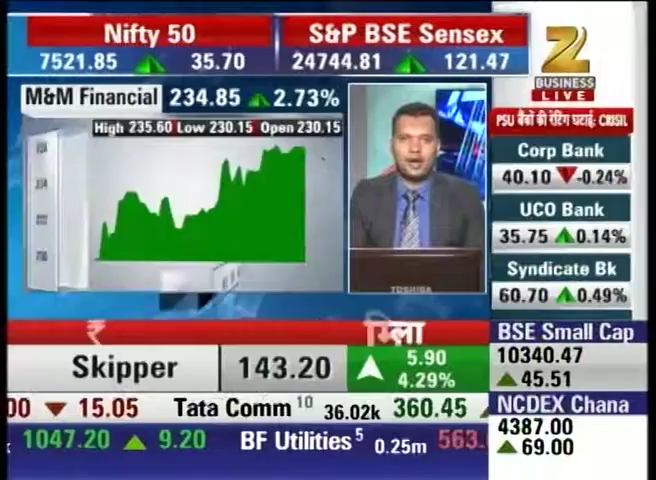 Nifty 50
7521.85 35.70
S&P BSE Sensex
24744.81 121.47
Z
BUSINESS
LIVE
M&M Financial 234.85 2.73%
High 235.60 Low 230.15 Open 230.15
TOSHIBA
PSU बैंकों की रेटिंग घटाई: CRISIL
Corp Bank
40.10 -0.24%
UCO Bank
35.75 0.14%
Syndicate Bk
60.70 0.49%
₹
Skipper 143.20 5.90
4.29%
BSE Small Cap
10340.47
45.51
NCDEX Chana
4387.00
69.00
00 15.05 Tata Comm 10 36.02k 360.45
1047.20 9.20 BF Utilities 5 0.25m 563.